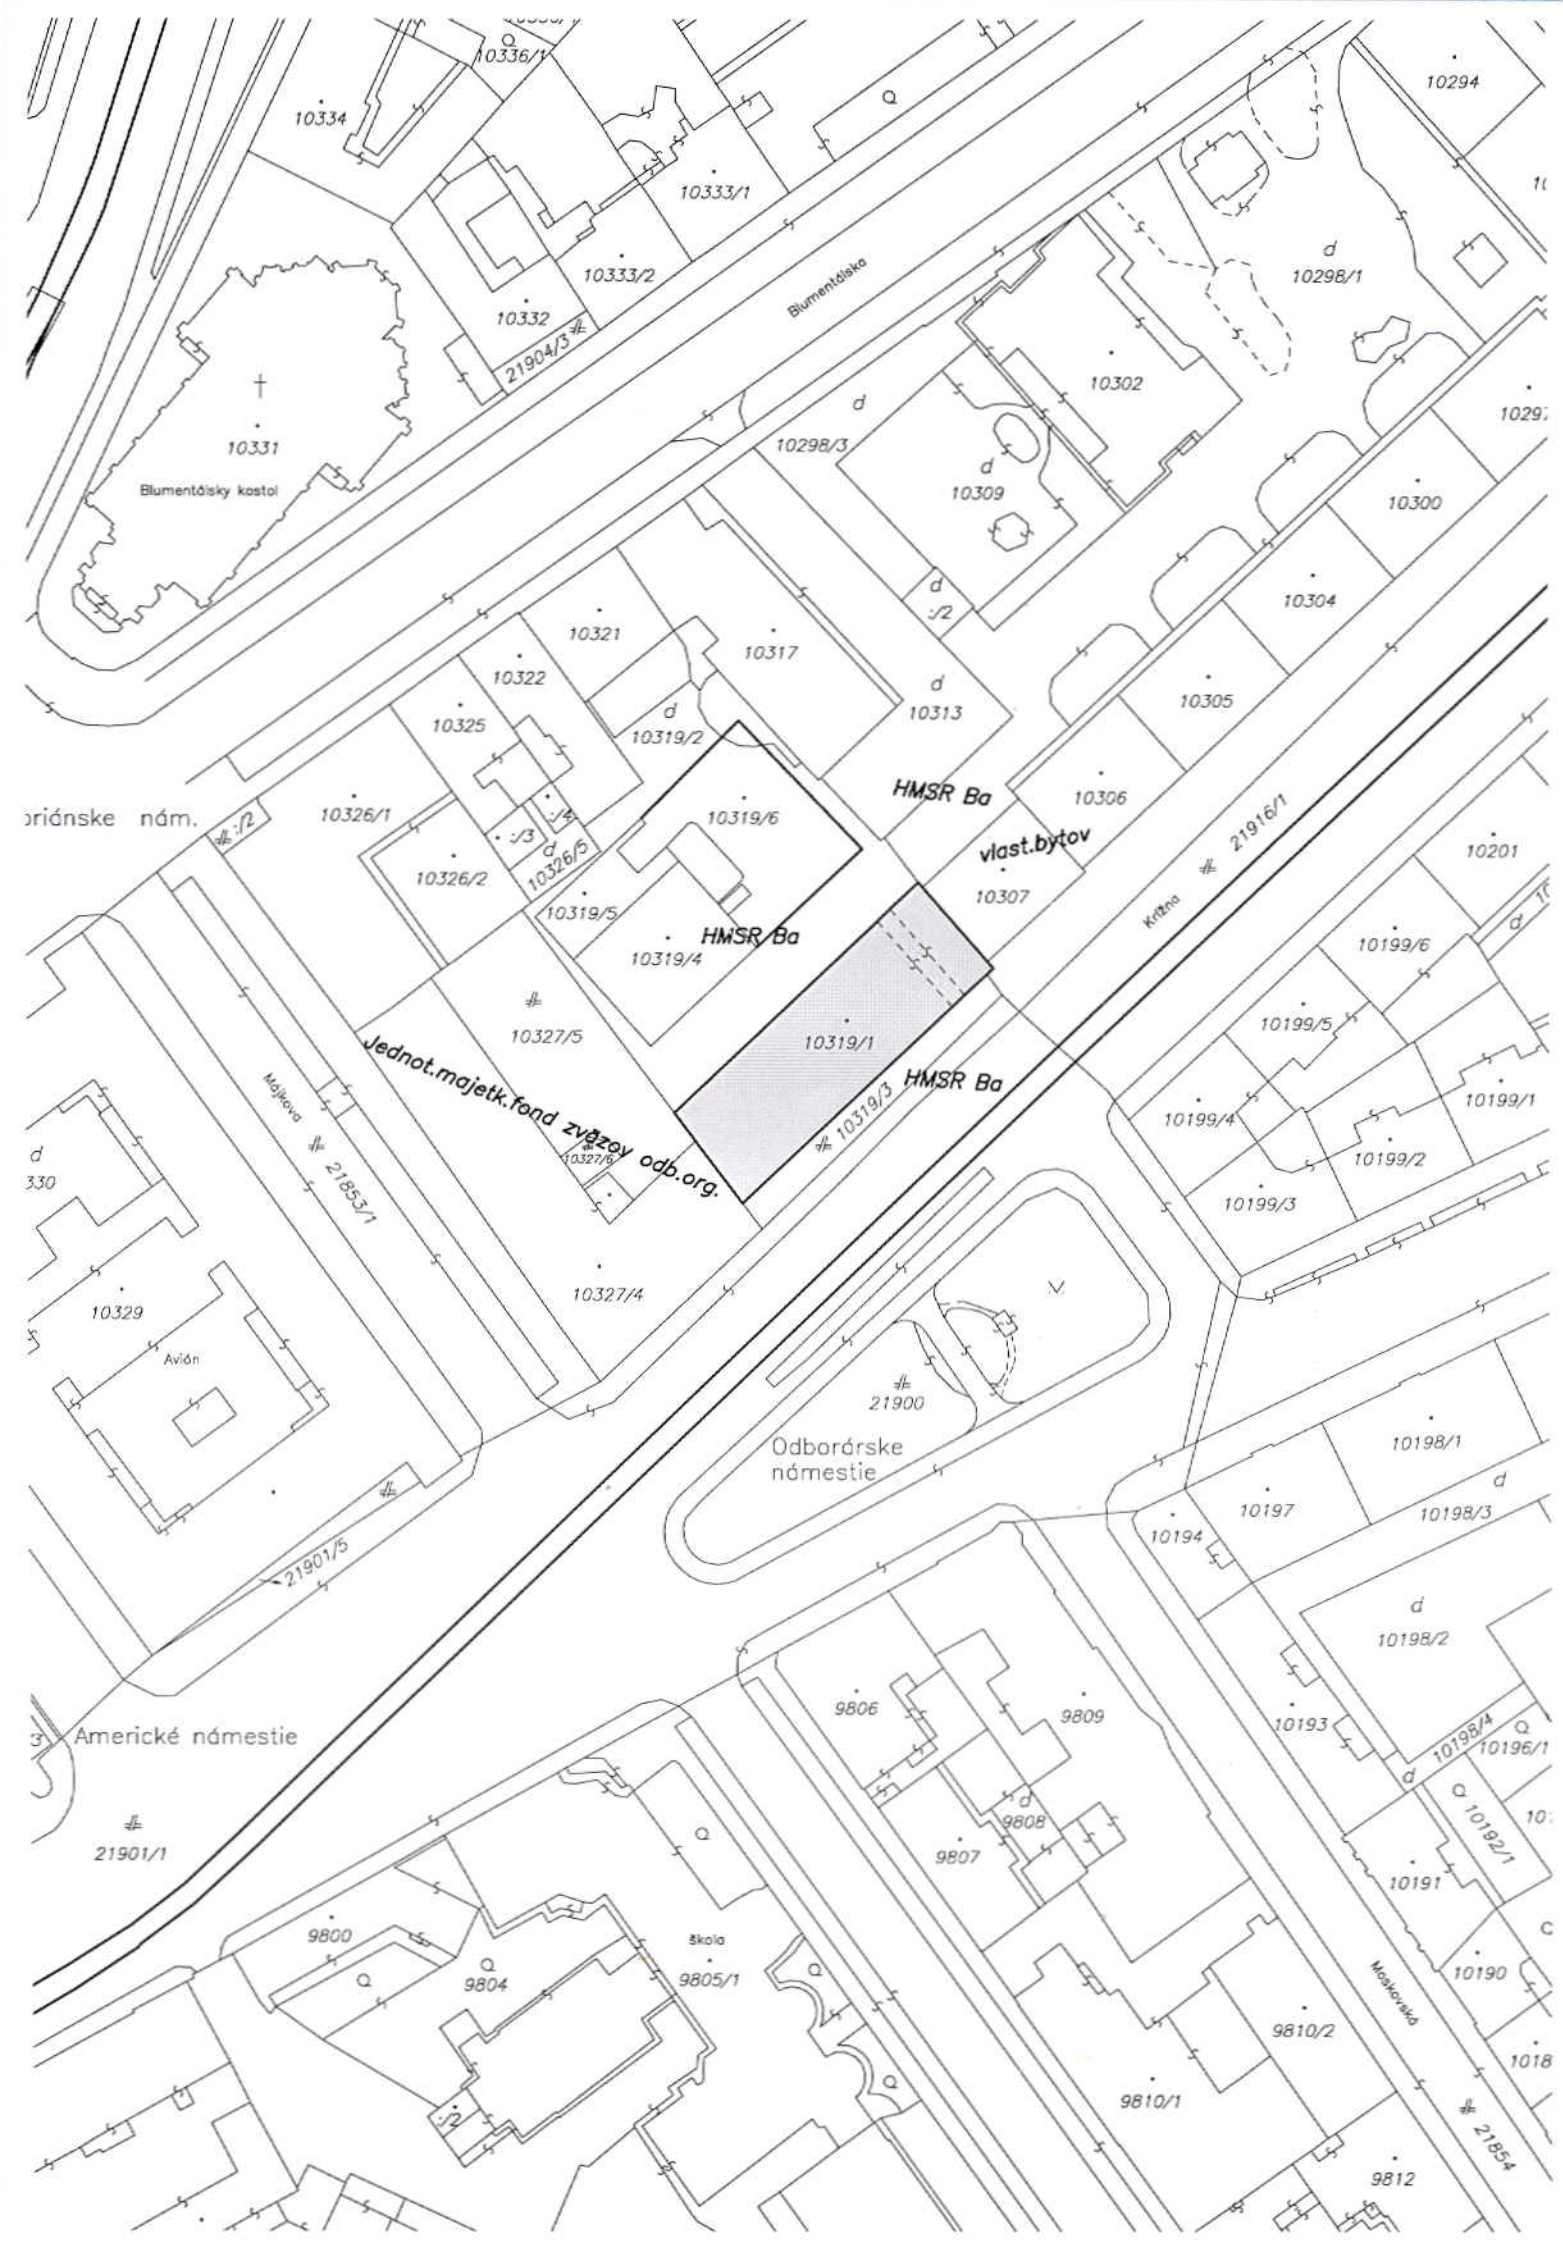 10336/1
10294
10334
10333/1
10333/2
d
10298/1
Blumentálska
10332
21904/3
10302
10331
Blumentálsky kostol
d
10298/3
d
10309
10300
d
:/2
10304
10321
10317
10322
d
10313
10305
10325
d
10319/2
HMSR Ba
10306
10319/6
10326/1
:/2
riánske nám.
:/4
:/3
d
10326/5
vlast.bytov
21916/1
10201
10326/2
10307
Krížna
10319/5
HMSR Ba
10319/4
10199/6
d
10327/5
10319/1
10199/5
Jednot.majetk.fond zväzov odb.org.
HMSR Ba
10319/3
10199/4
10199/1
10199/2
10199/3
Májkova
21853/1
d
330
10327/6
10327/4
10329
Avión
21900
Odborárske
námestie
10198/1
d
10198/3
10197
10194
21901/5
d
10198/2
9806
9809
10193
10198/4
10196/1
d
Americké námestie
21901/1
d
9808
9807
10192/1
10191
9800
9804
škola
9805/1
10190
Moskovská
9810/2
9810/1
:/2
21854
9812